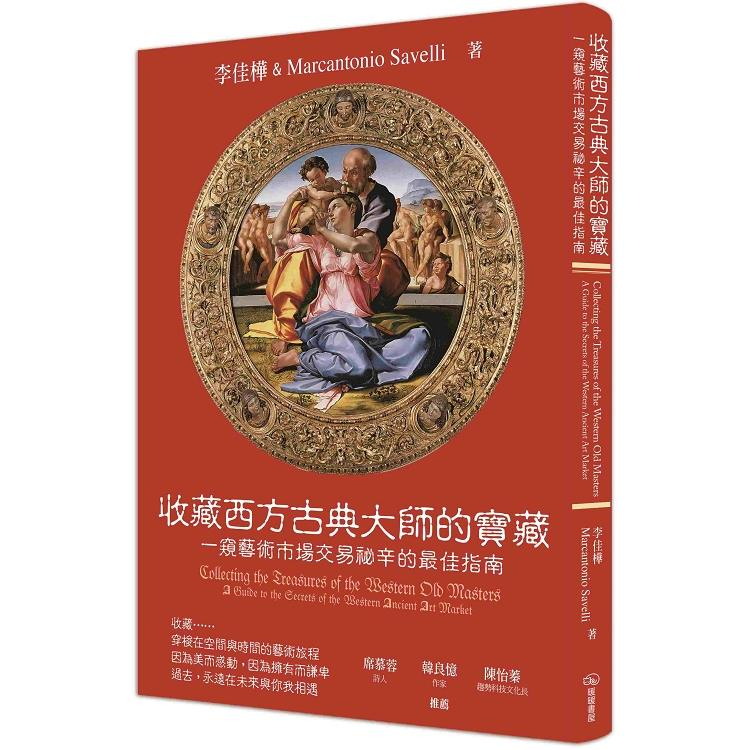 李佳樺 & Marcantonio Savelli 著
收藏西方古典大師的寶藏
一窺藝術市場交易祕辛的最佳指南
Collecting the Treasures of the Western Old Masters
A Guide to the Secrets of the Western Ancient Art Market
收藏……
穿梭在空間與時間的藝術旅程
因為美而感動，因為擁有而謙卑
過去，永遠在未來與你我相遇
席慕蓉 韓良憶 陳怡蓁
詩人 作家 趨勢科技文化長
推薦
收藏西方古典大師的寶藏
一窺藝術市場交易祕辛的最佳指南
Collecting the Treasures of the Western Old Masters
A Guide to the Secrets of the Western Ancient Art Market
李佳樺
Marcantonio Savelli 著
暖暖書屋